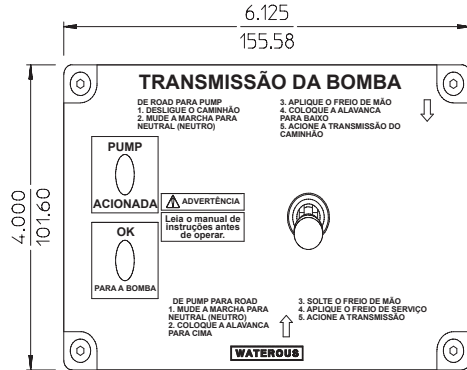 6.125
155.58
4.000
101.60
TRANSMISSÃO DA BOMBA
DE ROAD PARA PUMP
1. DESLIGUE O CAMINHÃO
2. MUDE A MARCHA PARA
NEUTRAL (NEUTRO)
3. APLIQUE O FREIO DE MÃO
4. COLOQUE A ALAVANCA
PARA BAIXO
5. ACIONE A TRANSMISSÃO DO
CAMINHÃO
PUMP
ACIONADA
ADVERTÊNCIA
Leia o manual de
instruções antes
de operar.
OK
PARA A BOMBA
DE PUMP PARA ROAD
1. MUDE A MARCHA PARA
NEUTRAL (NEUTRO)
2. COLOQUE A ALAVANCA
PARA CIMA
3. SOLTE O FREIO DE MÃO
4. APLIQUE O FREIO DE SERVIÇO
5. ACIONE A TRANSMISSÃO
WATEROUS